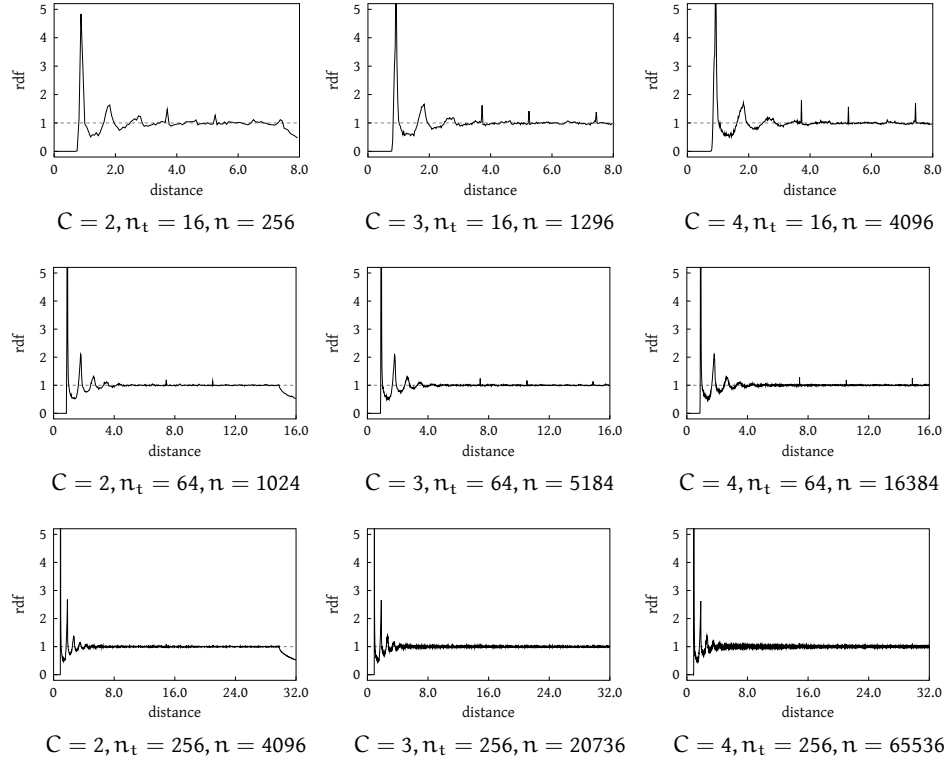 rdf
5
4
3
2
1
0
0 2.0 4.0 6.0 8.0
distance
C = 2, nₜ = 16, n = 256
rdf
5
4
3
2
1
0
0 2.0 4.0 6.0 8.0
distance
C = 3, nₜ = 16, n = 1296
rdf
5
4
3
2
1
0
0 2.0 4.0 6.0 8.0
distance
C = 4, nₜ = 16, n = 4096
rdf
5
4
3
2
1
0
0 4.0 8.0 12.0 16.0
distance
C = 2, nₜ = 64, n = 1024
rdf
5
4
3
2
1
0
0 4.0 8.0 12.0 16.0
distance
C = 3, nₜ = 64, n = 5184
rdf
5
4
3
2
1
0
0 4.0 8.0 12.0 16.0
distance
C = 4, nₜ = 64, n = 16384
rdf
5
4
3
2
1
0
0 8.0 16.0 24.0 32.0
distance
C = 2, nₜ = 256, n = 4096
rdf
5
4
3
2
1
0
0 8.0 16.0 24.0 32.0
distance
C = 3, nₜ = 256, n = 20736
rdf
5
4
3
2
1
0
0 8.0 16.0 24.0 32.0
distance
C = 4, nₜ = 256, n = 65536